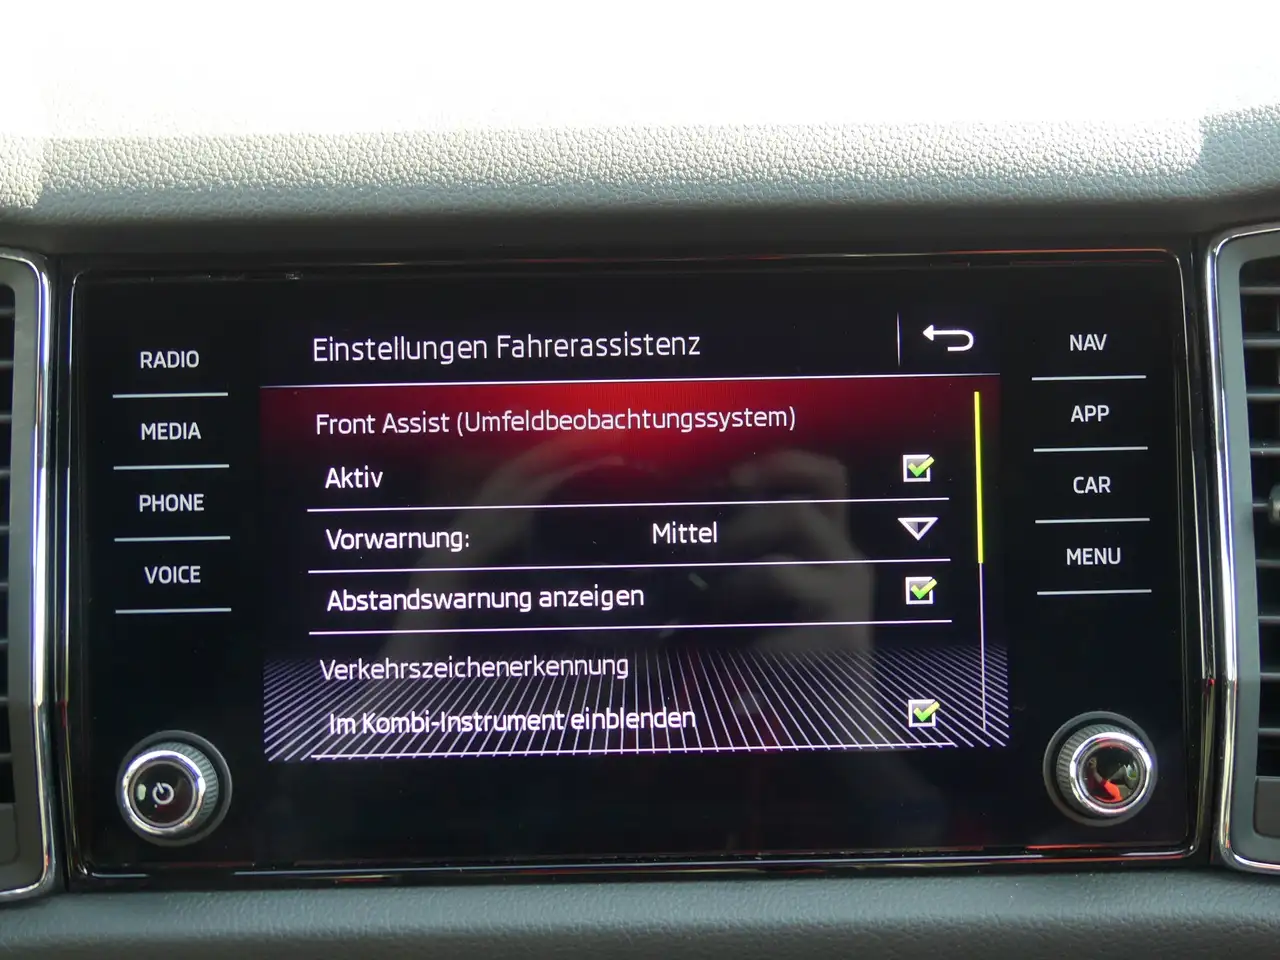 RADIO
MEDIA
PHONE
VOICE
Einstellungen Fahrerassistenz
Front Assist (Umfeldbeobachtungssystem)
Aktiv
Vorwarnung: Mittel
Abstandswarnung anzeigen
Verkehrszeichenerkennung
Im Kombi-Instrument einblenden
NAV
APP
CAR
MENU